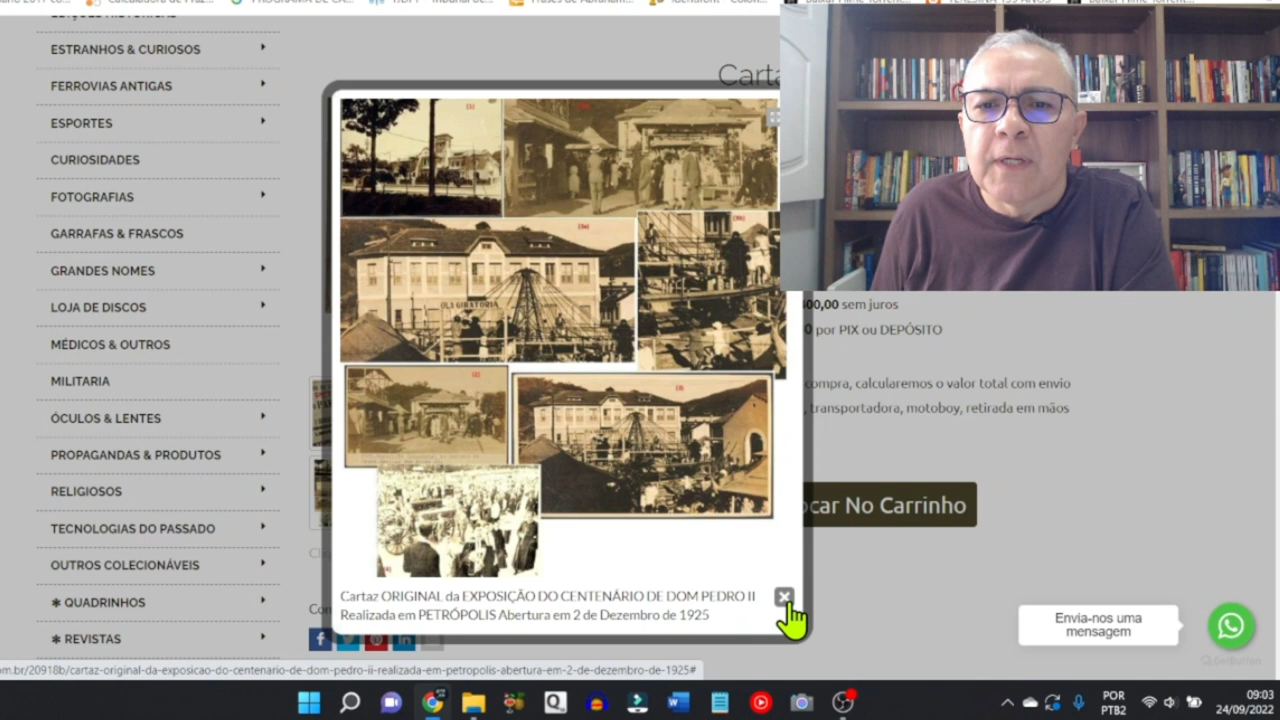 ESTRANHOS & CURIOSOS
FERROVIAS ANTIGAS
ESPORTES
CURIOSIDADES
FOTOGRAFIAS
GARRAFAS & FRASCOS
GRANDES NOMES
LOJA DE DISCOS
MÉDICOS & OUTROS
MILITARIA
ÓCULOS & LENTES
PROPAGANDAS & PRODUTOS
RELIGIOSOS
TECNOLOGIAS DO PASSADO
OUTROS COLECIONÁVEIS
✻ QUADRINHOS
✻ REVISTAS
Carta
OLA GIRATORIA
Cartaz ORIGINAL da EXPOSIÇÃO DO CENTENÁRIO DE DOM PEDRO II
Realizada em PETRÓPOLIS Abertura em 2 de Dezembro de 1925
00,00 sem juros
0 por PIX ou DEPÓSITO
compra, calcularemos o valor total com envio
, transportadora, motoboy, retirada em mãos
ocar No Carrinho
Envia-nos uma
mensagem
om.br/20918b/cartaz-original-da-exposicao-do-centenario-de-dom-pedro-ii-realizada-em-petropolis-abertura-em-2-de-dezembro-de-1925#
POR
PTB2
09:03
24/09/2022